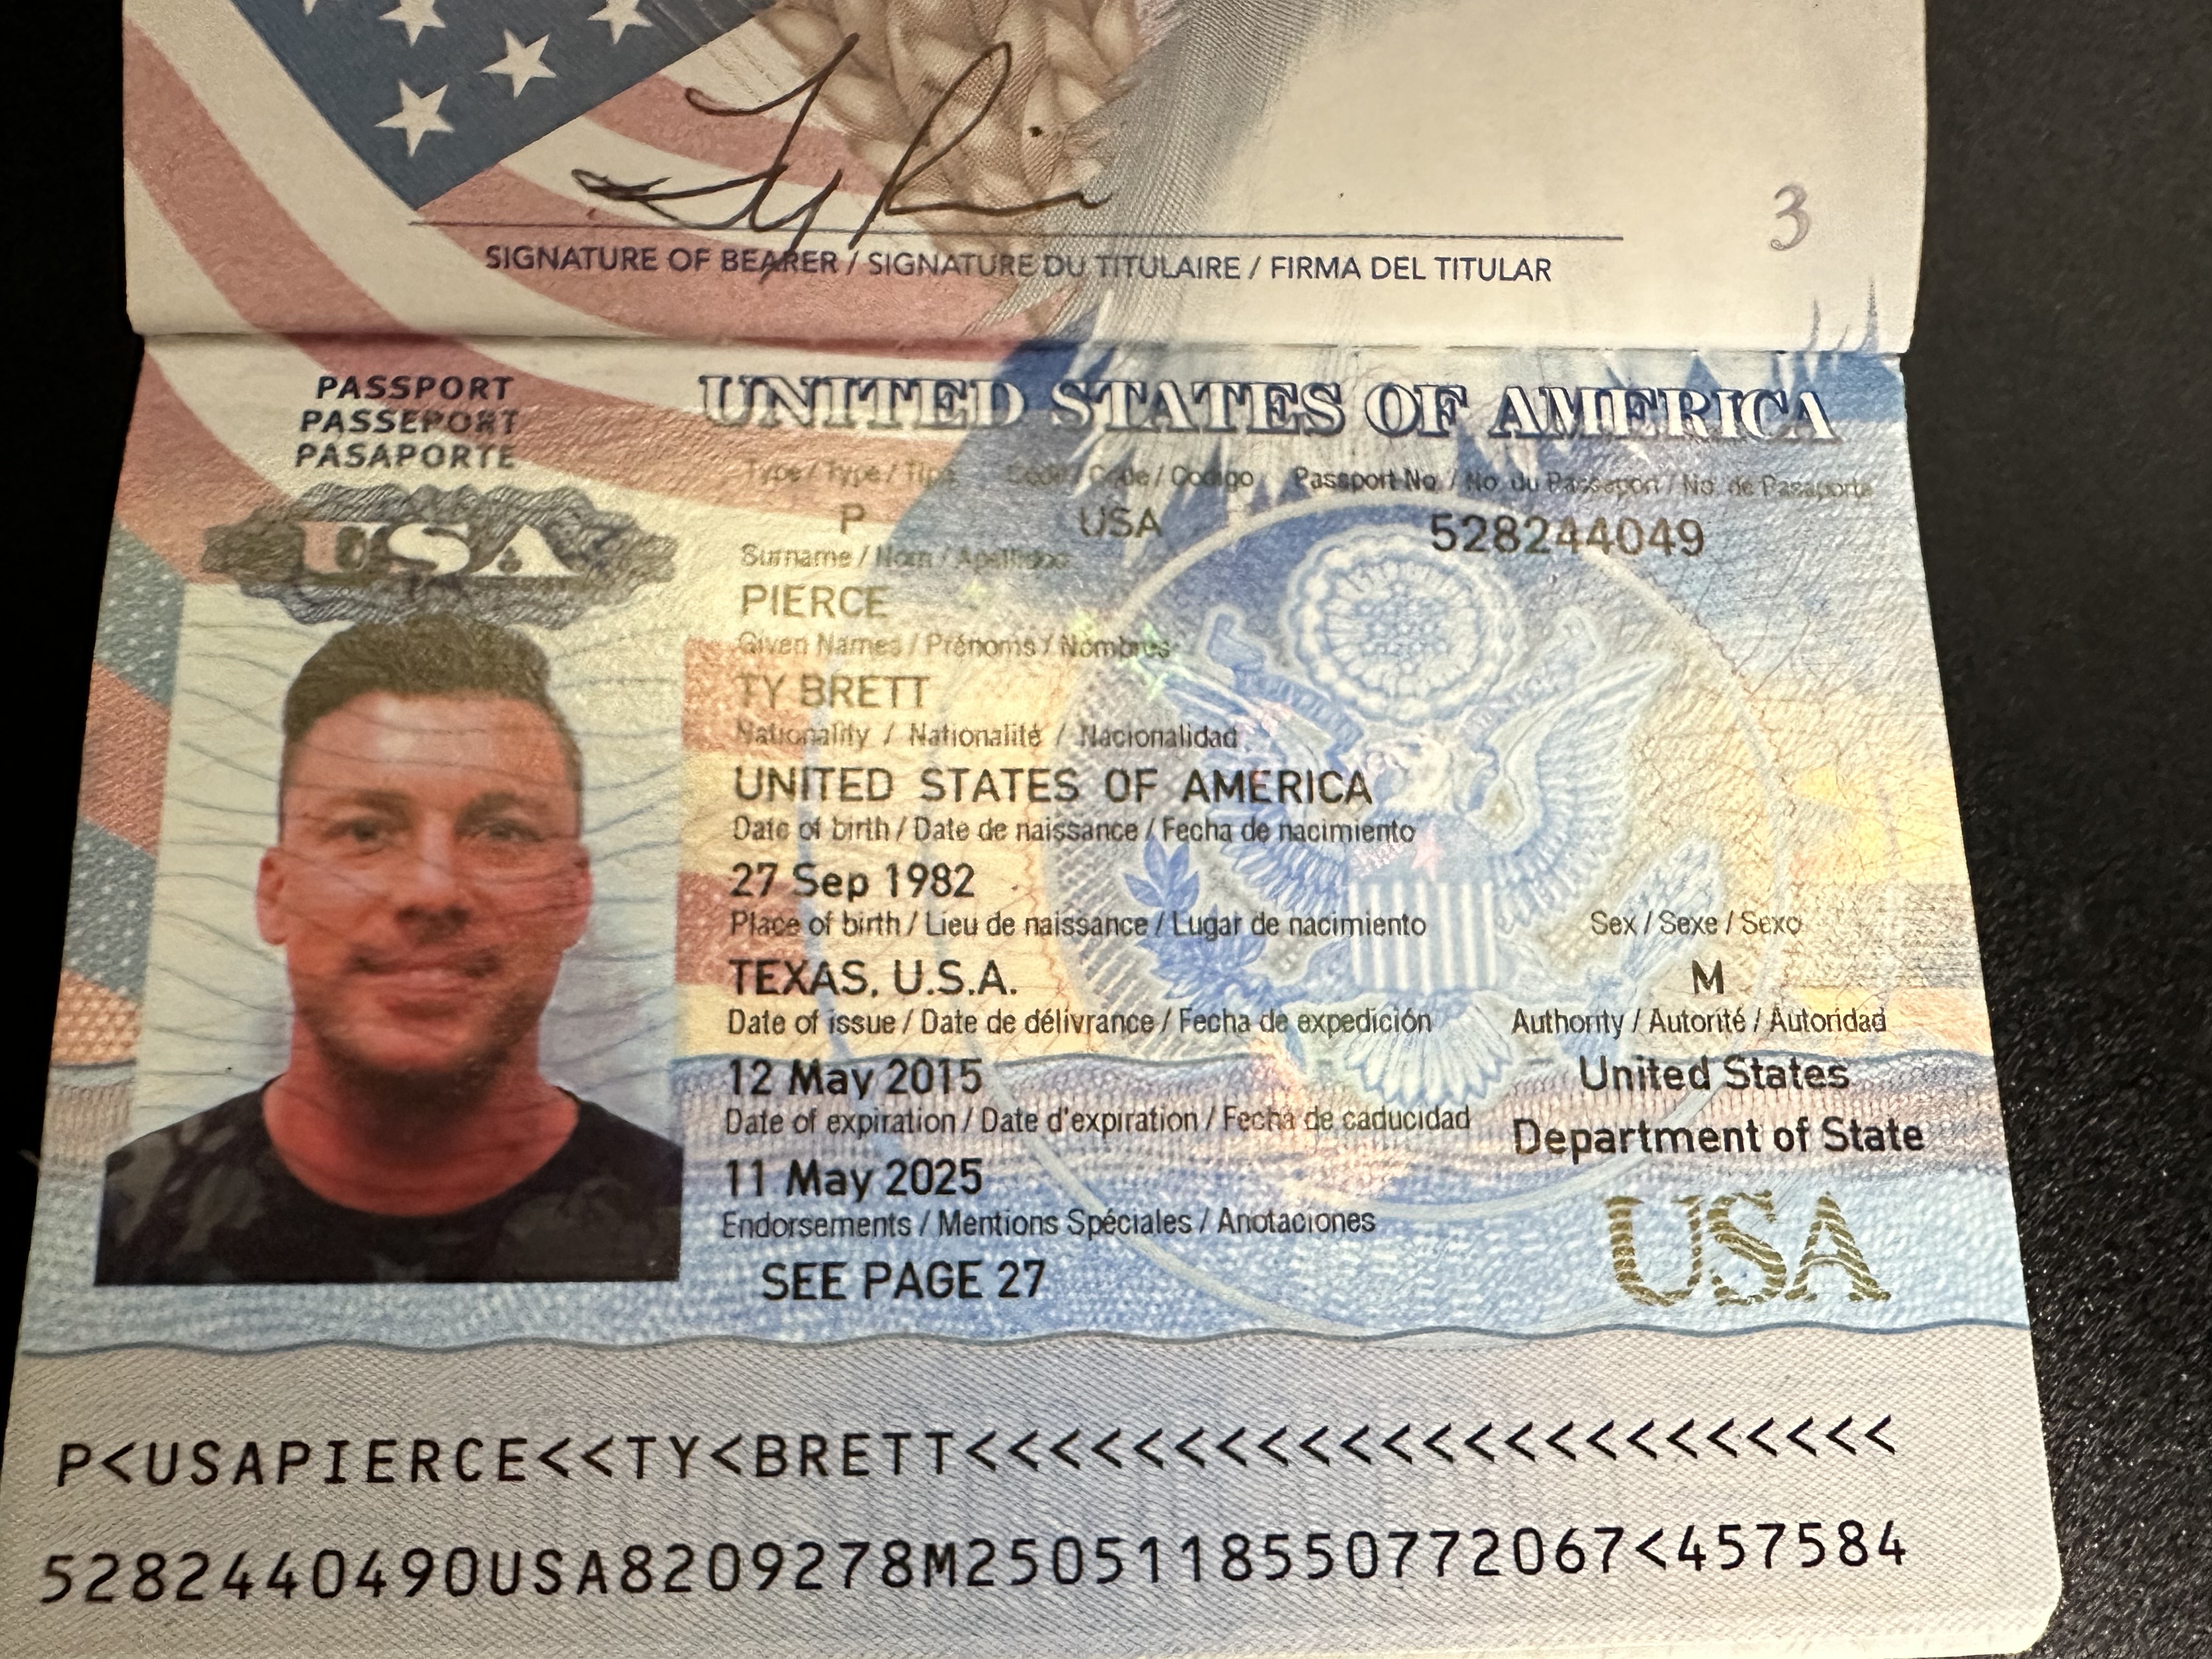 SIGNATURE OF BEARER / SIGNATURE DU TITULAIRE / FIRMA DEL TITULAR
3
PASSPORT
PASSEPORT
PASAPORTE
USA
UNITED STATES OF AMERICA
Type / Type / Tipo Code / Code / Codigo Passport No. / No. du Passeport / No. de Pasaporte
P USA 528244049
Surname / Nom / Apellidos
PIERCE
Given Names / Prénoms / Nombres
TY BRETT
Nationality / Nationalité / Nacionalidad
UNITED STATES OF AMERICA
Date of birth / Date de naissance / Fecha de nacimiento
27 Sep 1982
Place of birth / Lieu de naissance / Lugar de nacimiento Sex / Sexe / Sexo
TEXAS, U.S.A. M
Date of issue / Date de délivrance / Fecha de expedición Authority / Autorité / Autoridad
12 May 2015 United States
Date of expiration / Date d'expiration / Fecha de caducidad Department of State
11 May 2025
Endorsements / Mentions Spéciales / Anotaciones
SEE PAGE 27 USA
P<USAPIERCE<<TY<BRETT<<<<<<<<<<<<<<<<<<<<<<<
5282440490USA8209278M2505118550772067<457584